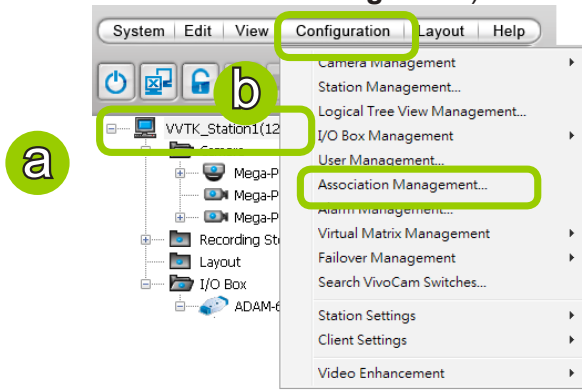 System Edit View Configuration Layout Help
b
Camera Management
Station Management...
Logical Tree View Management...
I/O Box Management
User Management...
Association Management...
Alarm Management...
Virtual Matrix Management
Failover Management
Search VivoCam Switches...
Station Settings
Client Settings
Video Enhancement
a
VVTK_Station1(12
Camera
Mega-P
Mega-P
Mega-P
Recording Sto
Layout
I/O Box
ADAM-6